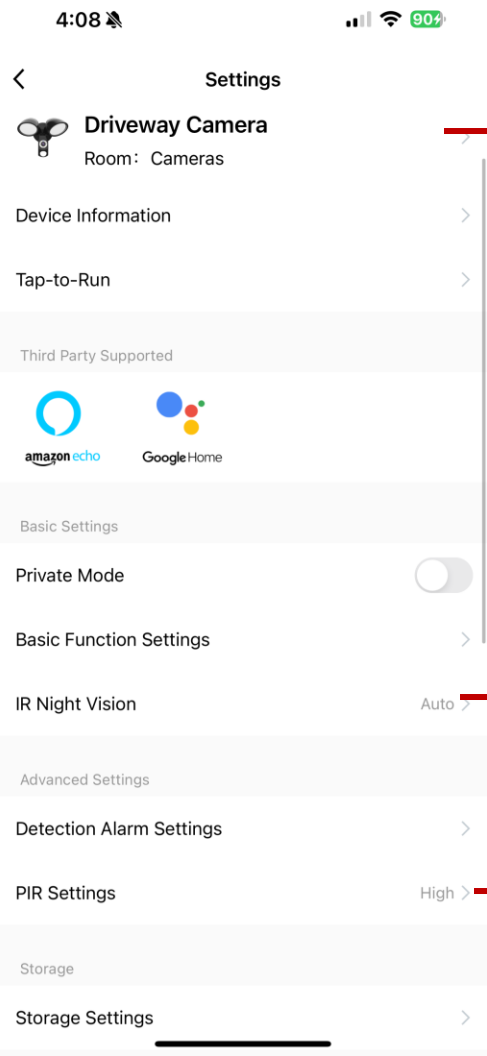 4:08
90
Settings
Driveway Camera
Room: Cameras
Device Information
Tap-to-Run
Third Party Supported
amazon echo
Google Home
Basic Settings
Private Mode
Basic Function Settings
IR Night Vision Auto
Advanced Settings
Detection Alarm Settings
PIR Settings High
Storage
Storage Settings